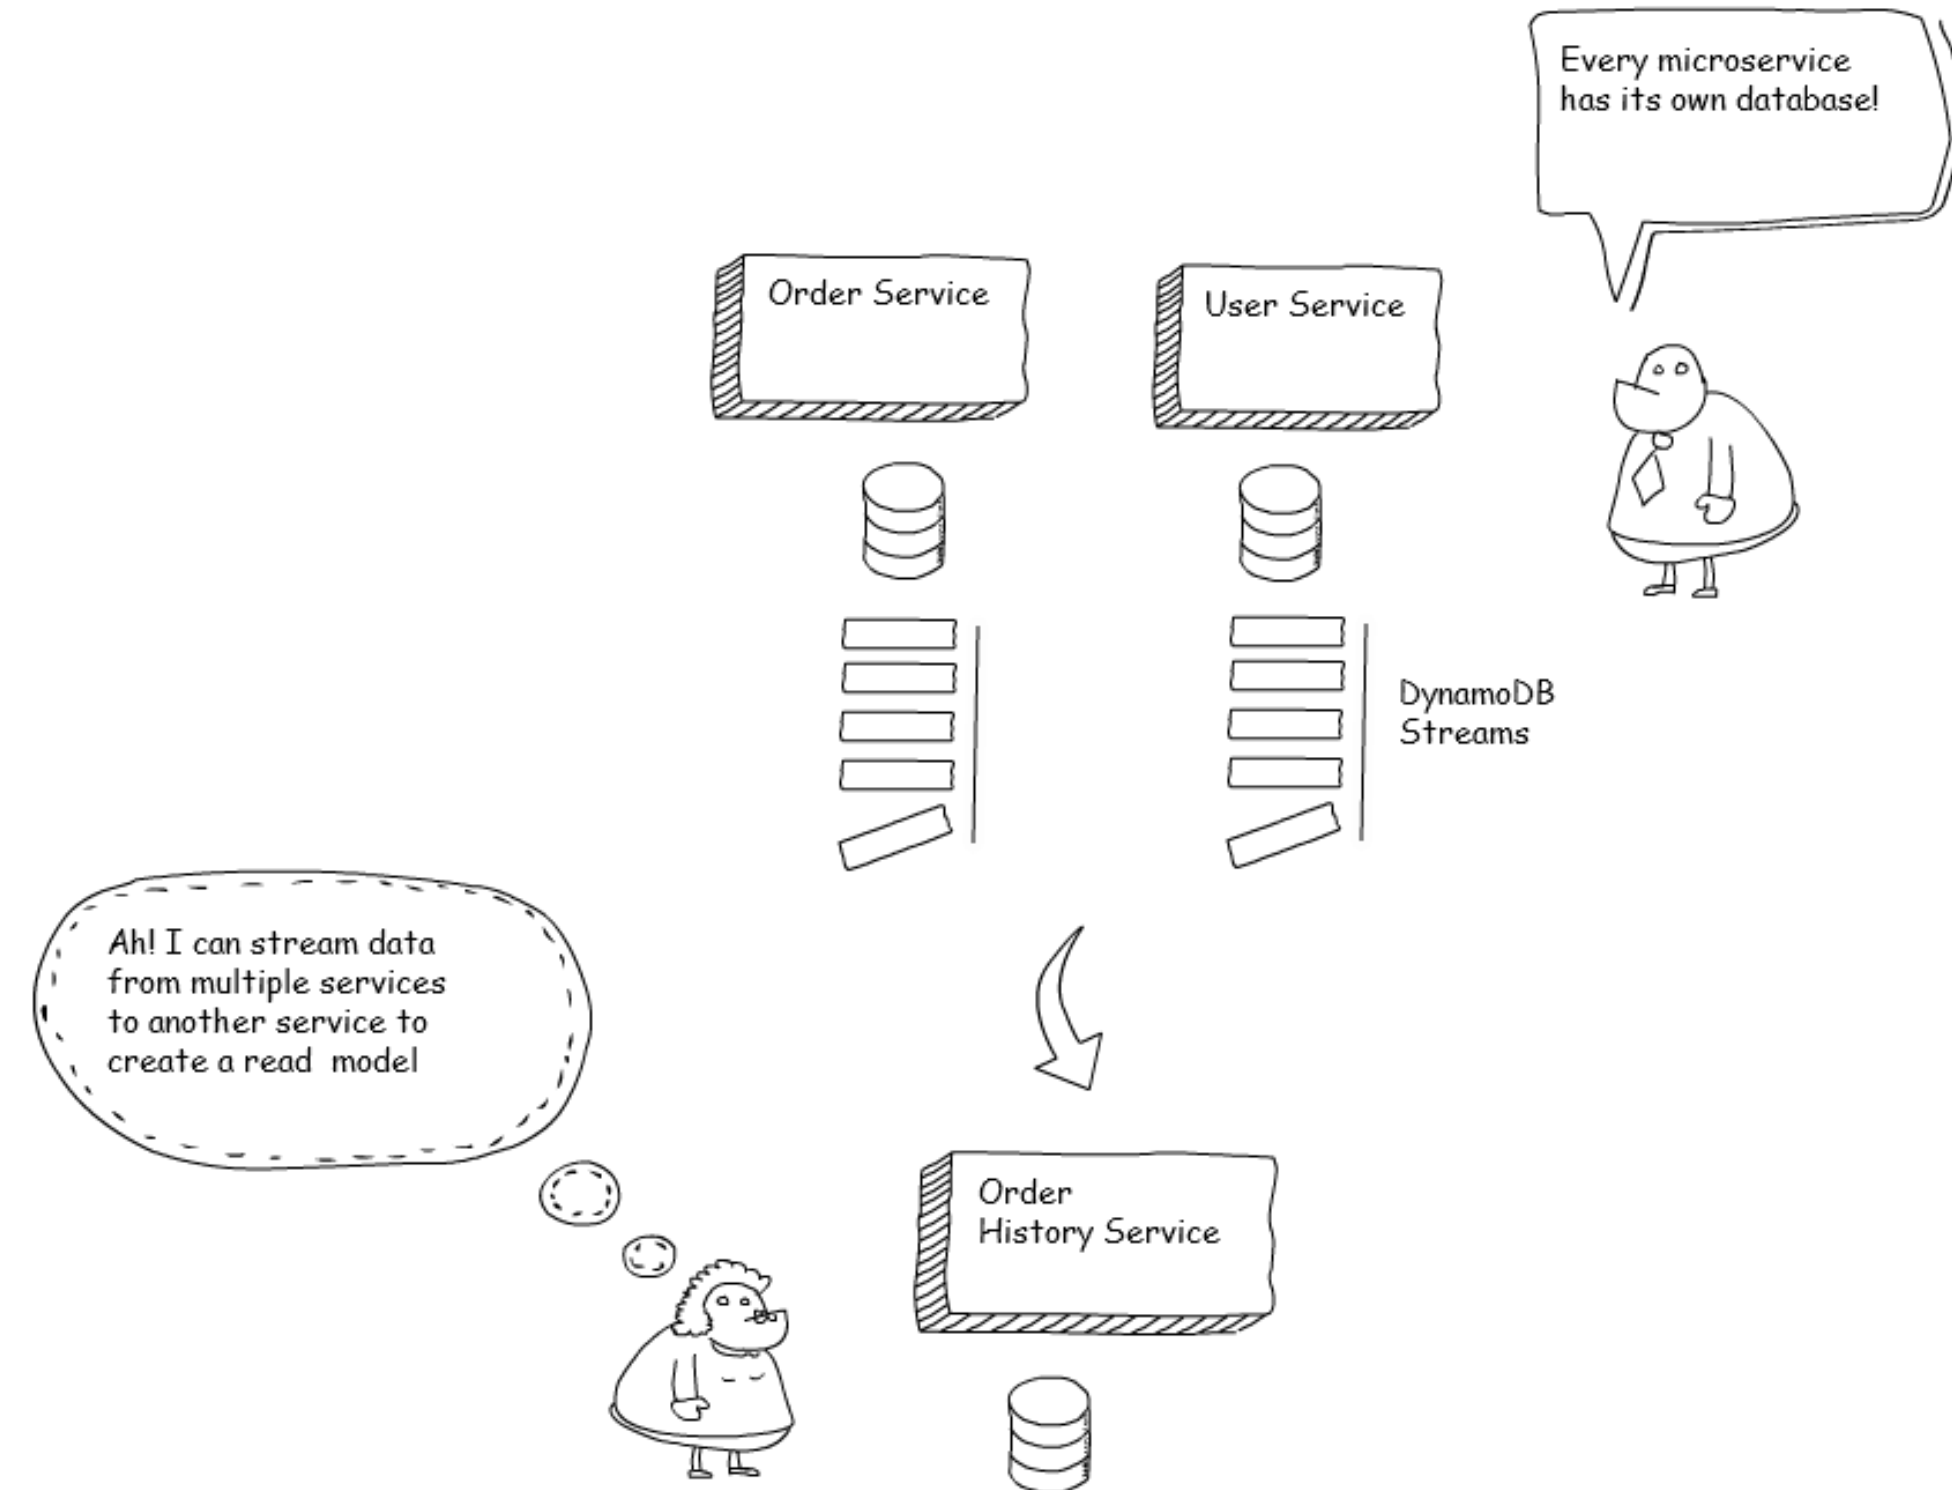 Every microservice
has its own database!
Order Service
User Service
DynamoDB
Streams
Ah! I can stream data
from multiple services
to another service to
create a read  model
Order
History Service